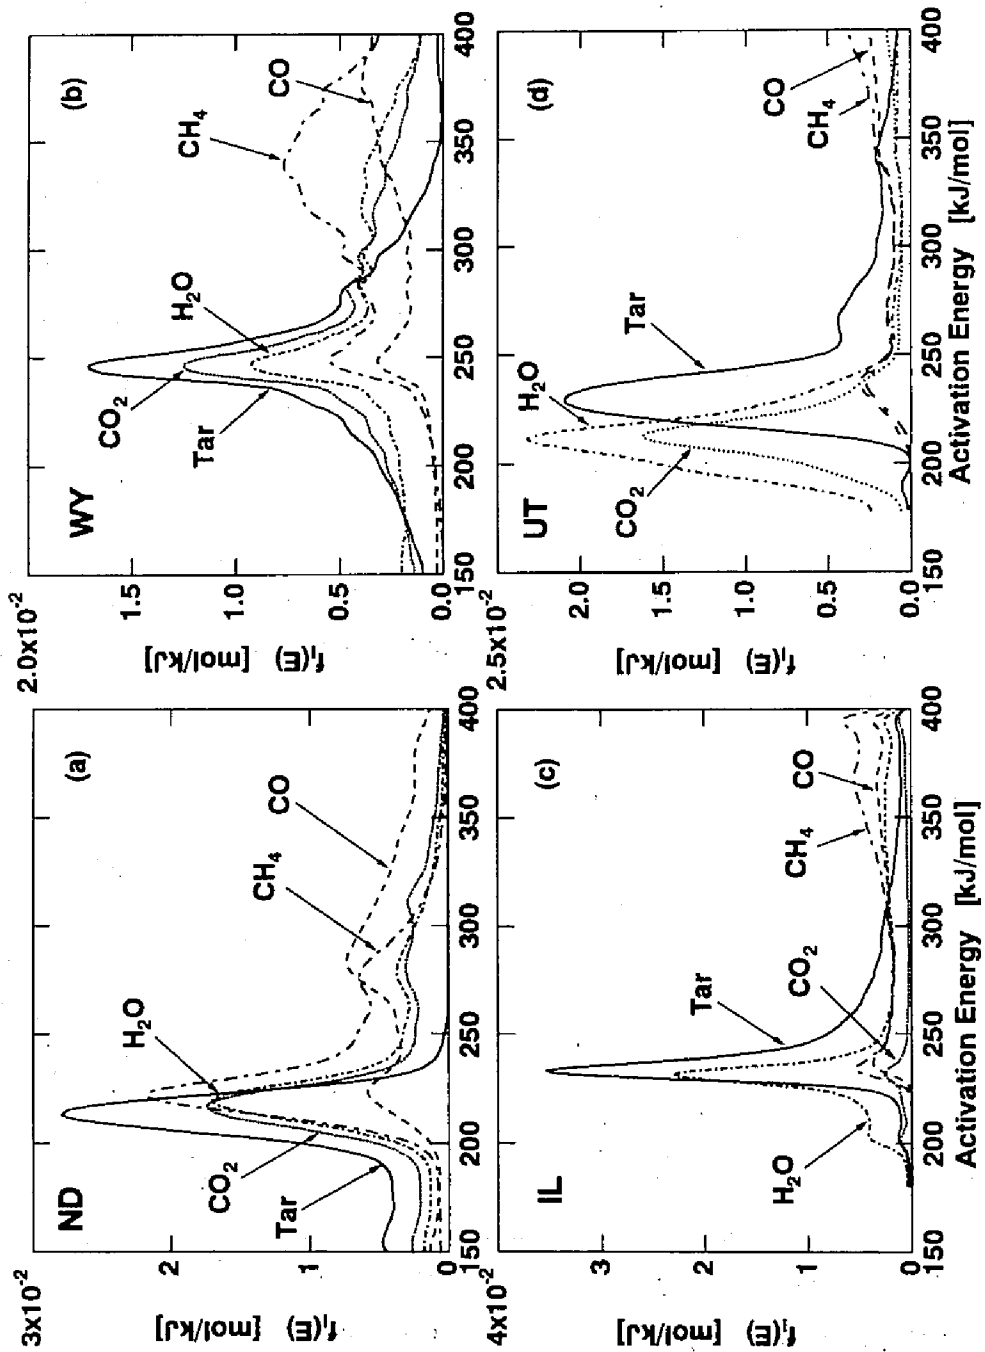 3x10⁻²
2
1
0
fᵢ(E) [mol/kJ]
ND
(a)
H₂O
CO₂
Tar
CH₄
CO
150
200
250
300
350
400
2.0x10⁻²
1.5
1.0
0.5
0.0
fᵢ(E) [mol/kJ]
WY
(b)
CO₂
Tar
H₂O
CH₄
CO
150
200
250
300
350
400
4x10⁻²
3
2
1
0
fᵢ(E) [mol/kJ]
IL
(c)
H₂O
Tar
CO₂
CH₄
CO
150
200
250
300
350
400
Activation Energy [kJ/mol]
2.5x10⁻²
2.0
1.5
1.0
0.5
0.0
fᵢ(E) [mol/kJ]
UT
(d)
CO₂
H₂O
Tar
CH₄
CO
150
200
250
300
350
400
Activation Energy [kJ/mol]